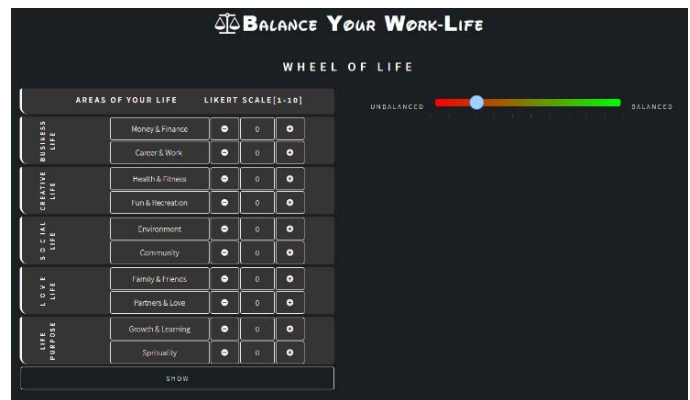 BALANCE YOUR WORK-LIFE
WHEEL OF LIFE
AREAS OF YOUR LIFE LIKERT SCALE[1-10]
UNBALANCED BALANCED
BUSINESS LIFE
Money & Finance 0
Career & Work 0
CREATIVE LIFE
Health & Fitness 0
Fun & Recreation 0
SOCIAL LIFE
Environment 0
Community 0
LOVE LIFE
Family & Friends 0
Partners & Love 0
LIFE PURPOSE
Growth & Learning 0
Sprituality 0
SHOW